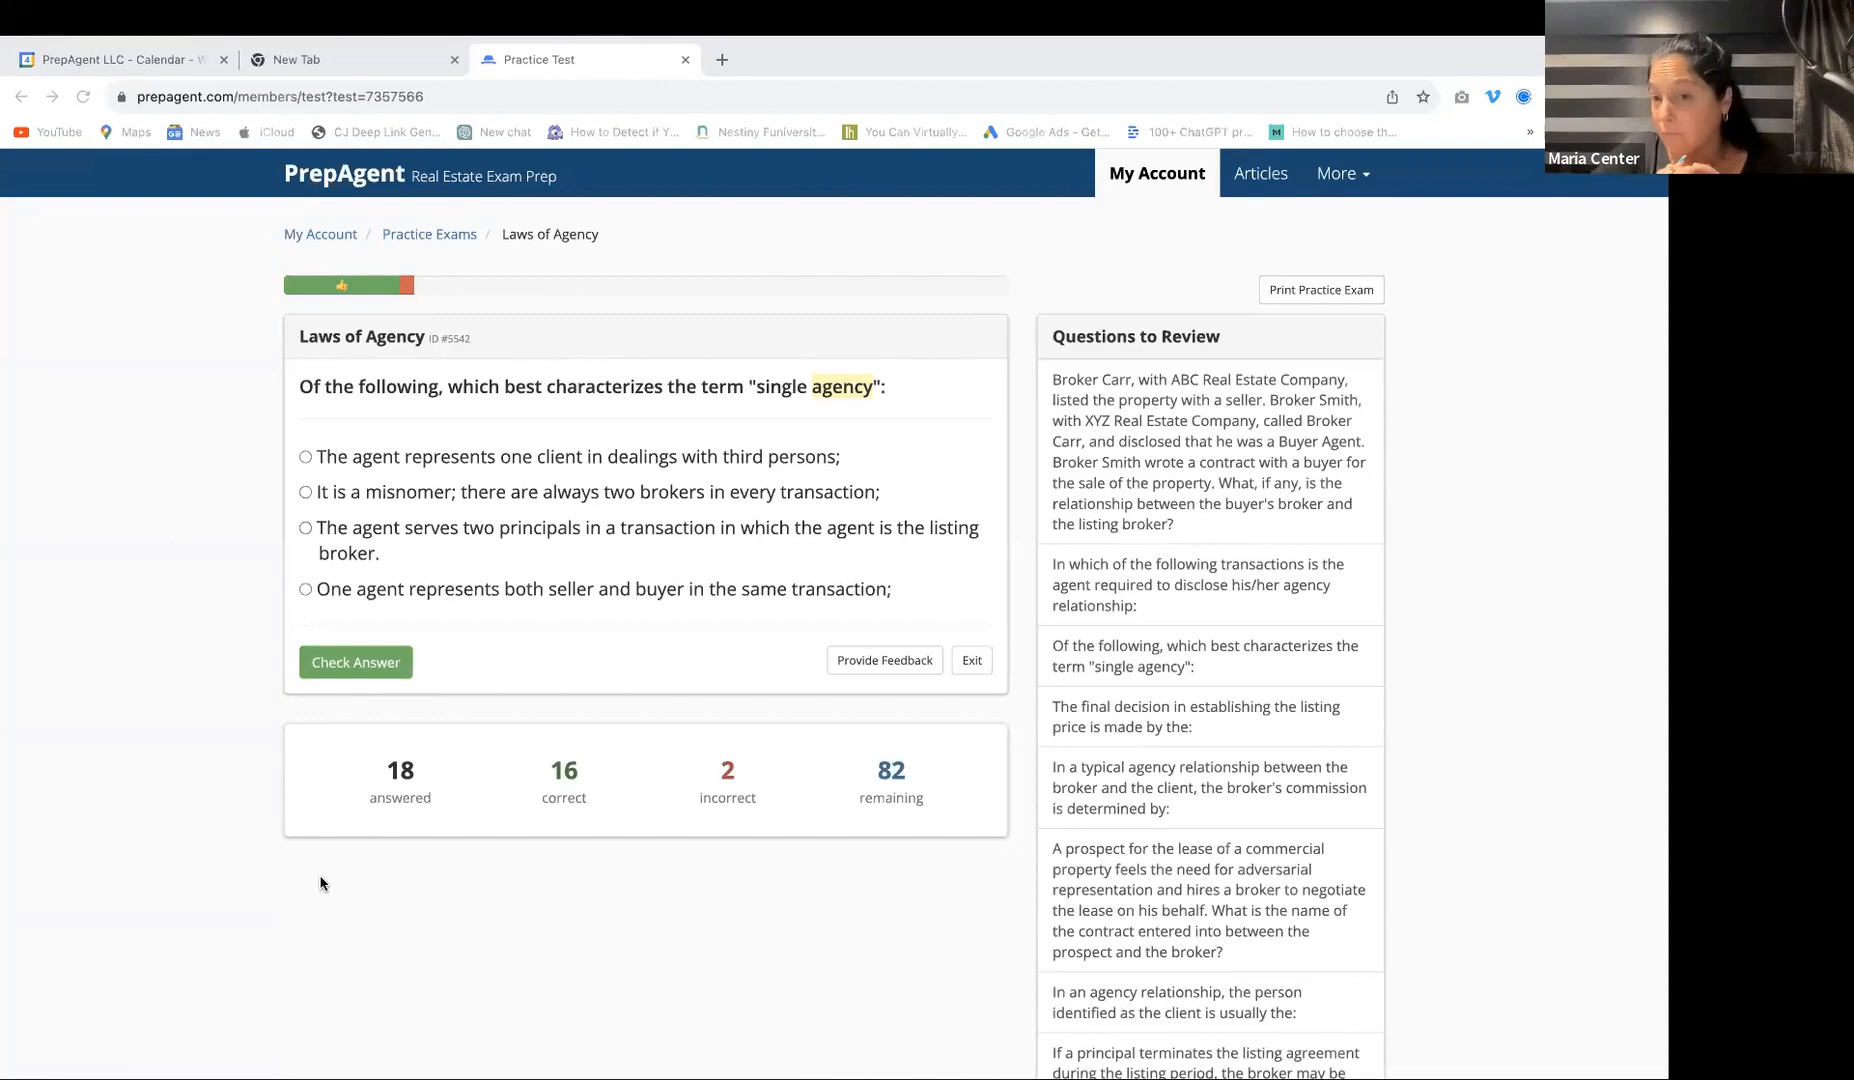 PrepAgent LLC - Calendar - W
New Tab
Practice Test
prepagent.com/members/test?test=7357566
YouTube
Maps
News
iCloud
CJ Deep Link Gen...
New chat
How to Detect if Y...
Nestiny Funiversit...
You Can Virtually...
Google Ads - Get...
100+ ChatGPT pr...
How to choose th...
»
Maria Center
PrepAgent Real Estate Exam Prep
My Account
Articles
More
My Account / Practice Exams / Laws of Agency
Print Practice Exam
Laws of Agency ID #5542
Of the following, which best characterizes the term "single agency":
The agent represents one client in dealings with third persons;
It is a misnomer; there are always two brokers in every transaction;
The agent serves two principals in a transaction in which the agent is the listing
broker.
One agent represents both seller and buyer in the same transaction;
Check Answer
Provide Feedback
Exit
18
answered
16
correct
2
incorrect
82
remaining
Questions to Review
Broker Carr, with ABC Real Estate Company,
listed the property with a seller. Broker Smith,
with XYZ Real Estate Company, called Broker
Carr, and disclosed that he was a Buyer Agent.
Broker Smith wrote a contract with a buyer for
the sale of the property. What, if any, is the
relationship between the buyer's broker and
the listing broker?
In which of the following transactions is the
agent required to disclose his/her agency
relationship:
Of the following, which best characterizes the
term "single agency":
The final decision in establishing the listing
price is made by the:
In a typical agency relationship between the
broker and the client, the broker's commission
is determined by:
A prospect for the lease of a commercial
property feels the need for adversarial
representation and hires a broker to negotiate
the lease on his behalf. What is the name of
the contract entered into between the
prospect and the broker?
In an agency relationship, the person
identified as the client is usually the:
If a principal terminates the listing agreement
during the listing period, the broker may be